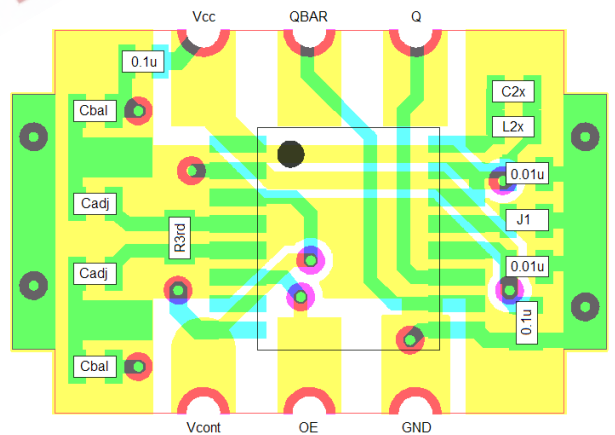 Vcc QBAR Q
0.1u
C2x
Cbal
L2x
0.01u
Cadj
J1
R3rd
Cadj
0.01u
0.1u
Cbal
Vcont OE GND